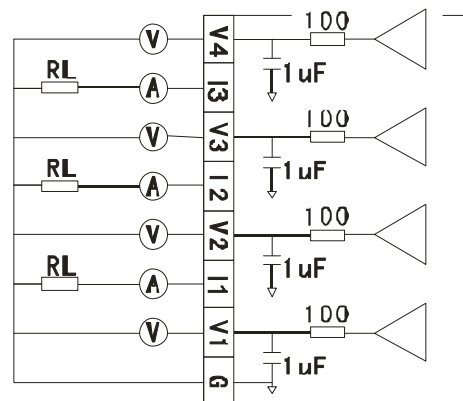 V V4 100
1uF
RL A I3
V V3 100
1uF
RL A I2
V V2 100
1uF
RL A I1
V V1 100
1uF
G